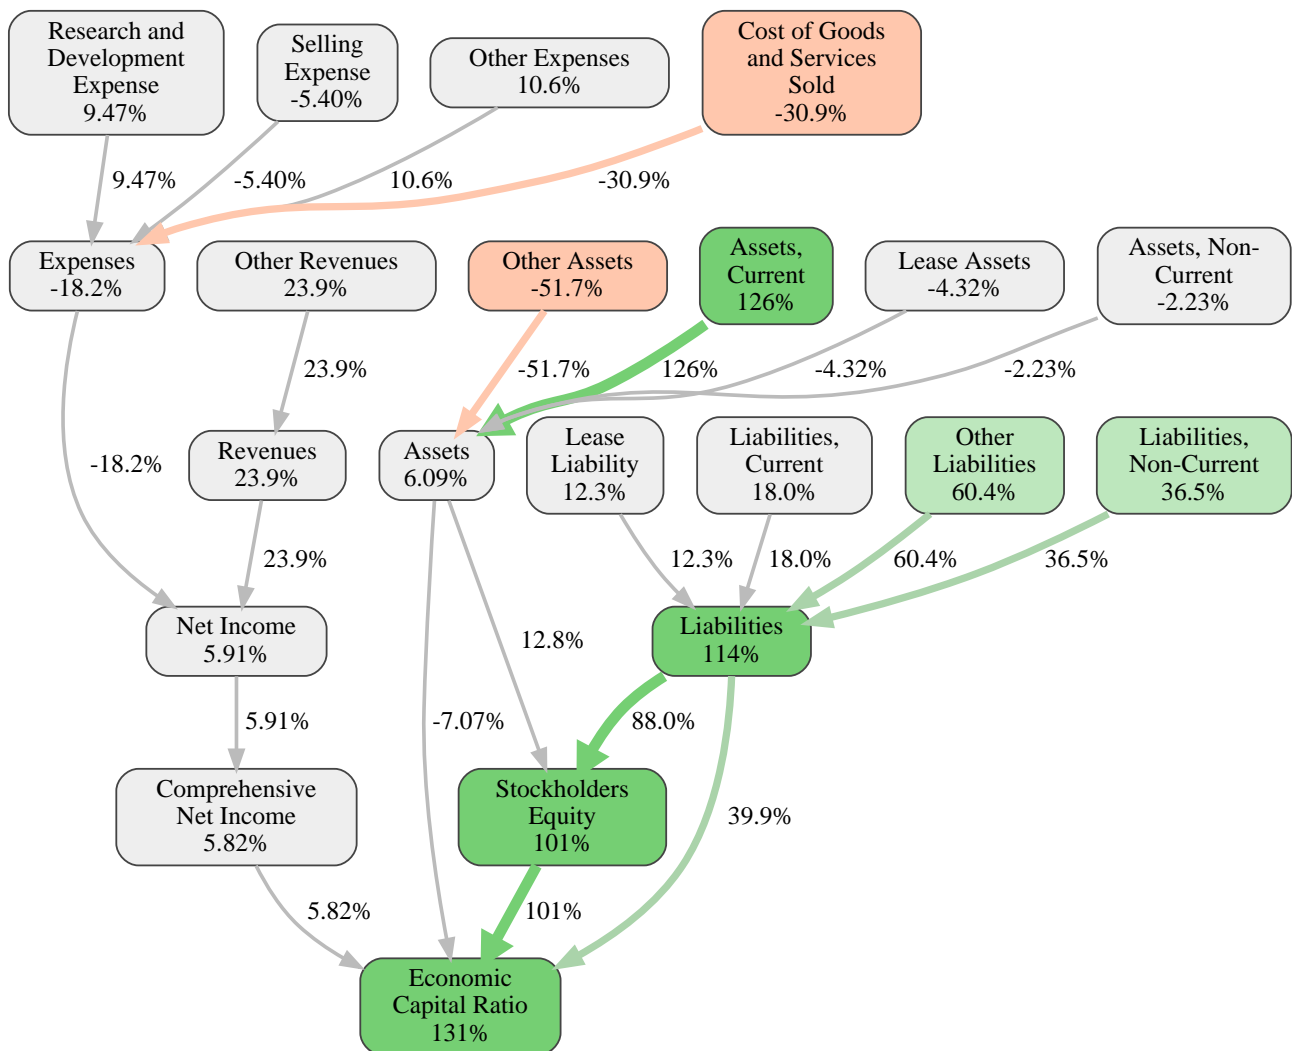 Research and
Development
Expense
9.47%
Selling
Expense
-5.40%
Other Expenses
10.6%
Cost of Goods
and Services
Sold
-30.9%
9.47%
-5.40%
10.6%
-30.9%
Expenses
-18.2%
Other Revenues
23.9%
Other Assets
-51.7%
Assets,
Current
126%
Lease Assets
-4.32%
Assets, Non-
Current
-2.23%
23.9%
-51.7%
126%
-4.32%
-2.23%
-18.2%
Revenues
23.9%
Assets
6.09%
Lease
Liability
12.3%
Liabilities,
Current
18.0%
Other
Liabilities
60.4%
Liabilities,
Non-Current
36.5%
23.9%
12.3%
18.0%
60.4%
36.5%
Net Income
5.91%
12.8%
Liabilities
114%
5.91%
-7.07%
88.0%
Comprehensive
Net Income
5.82%
Stockholders
Equity
101%
39.9%
5.82%
101%
Economic
Capital Ratio
131%